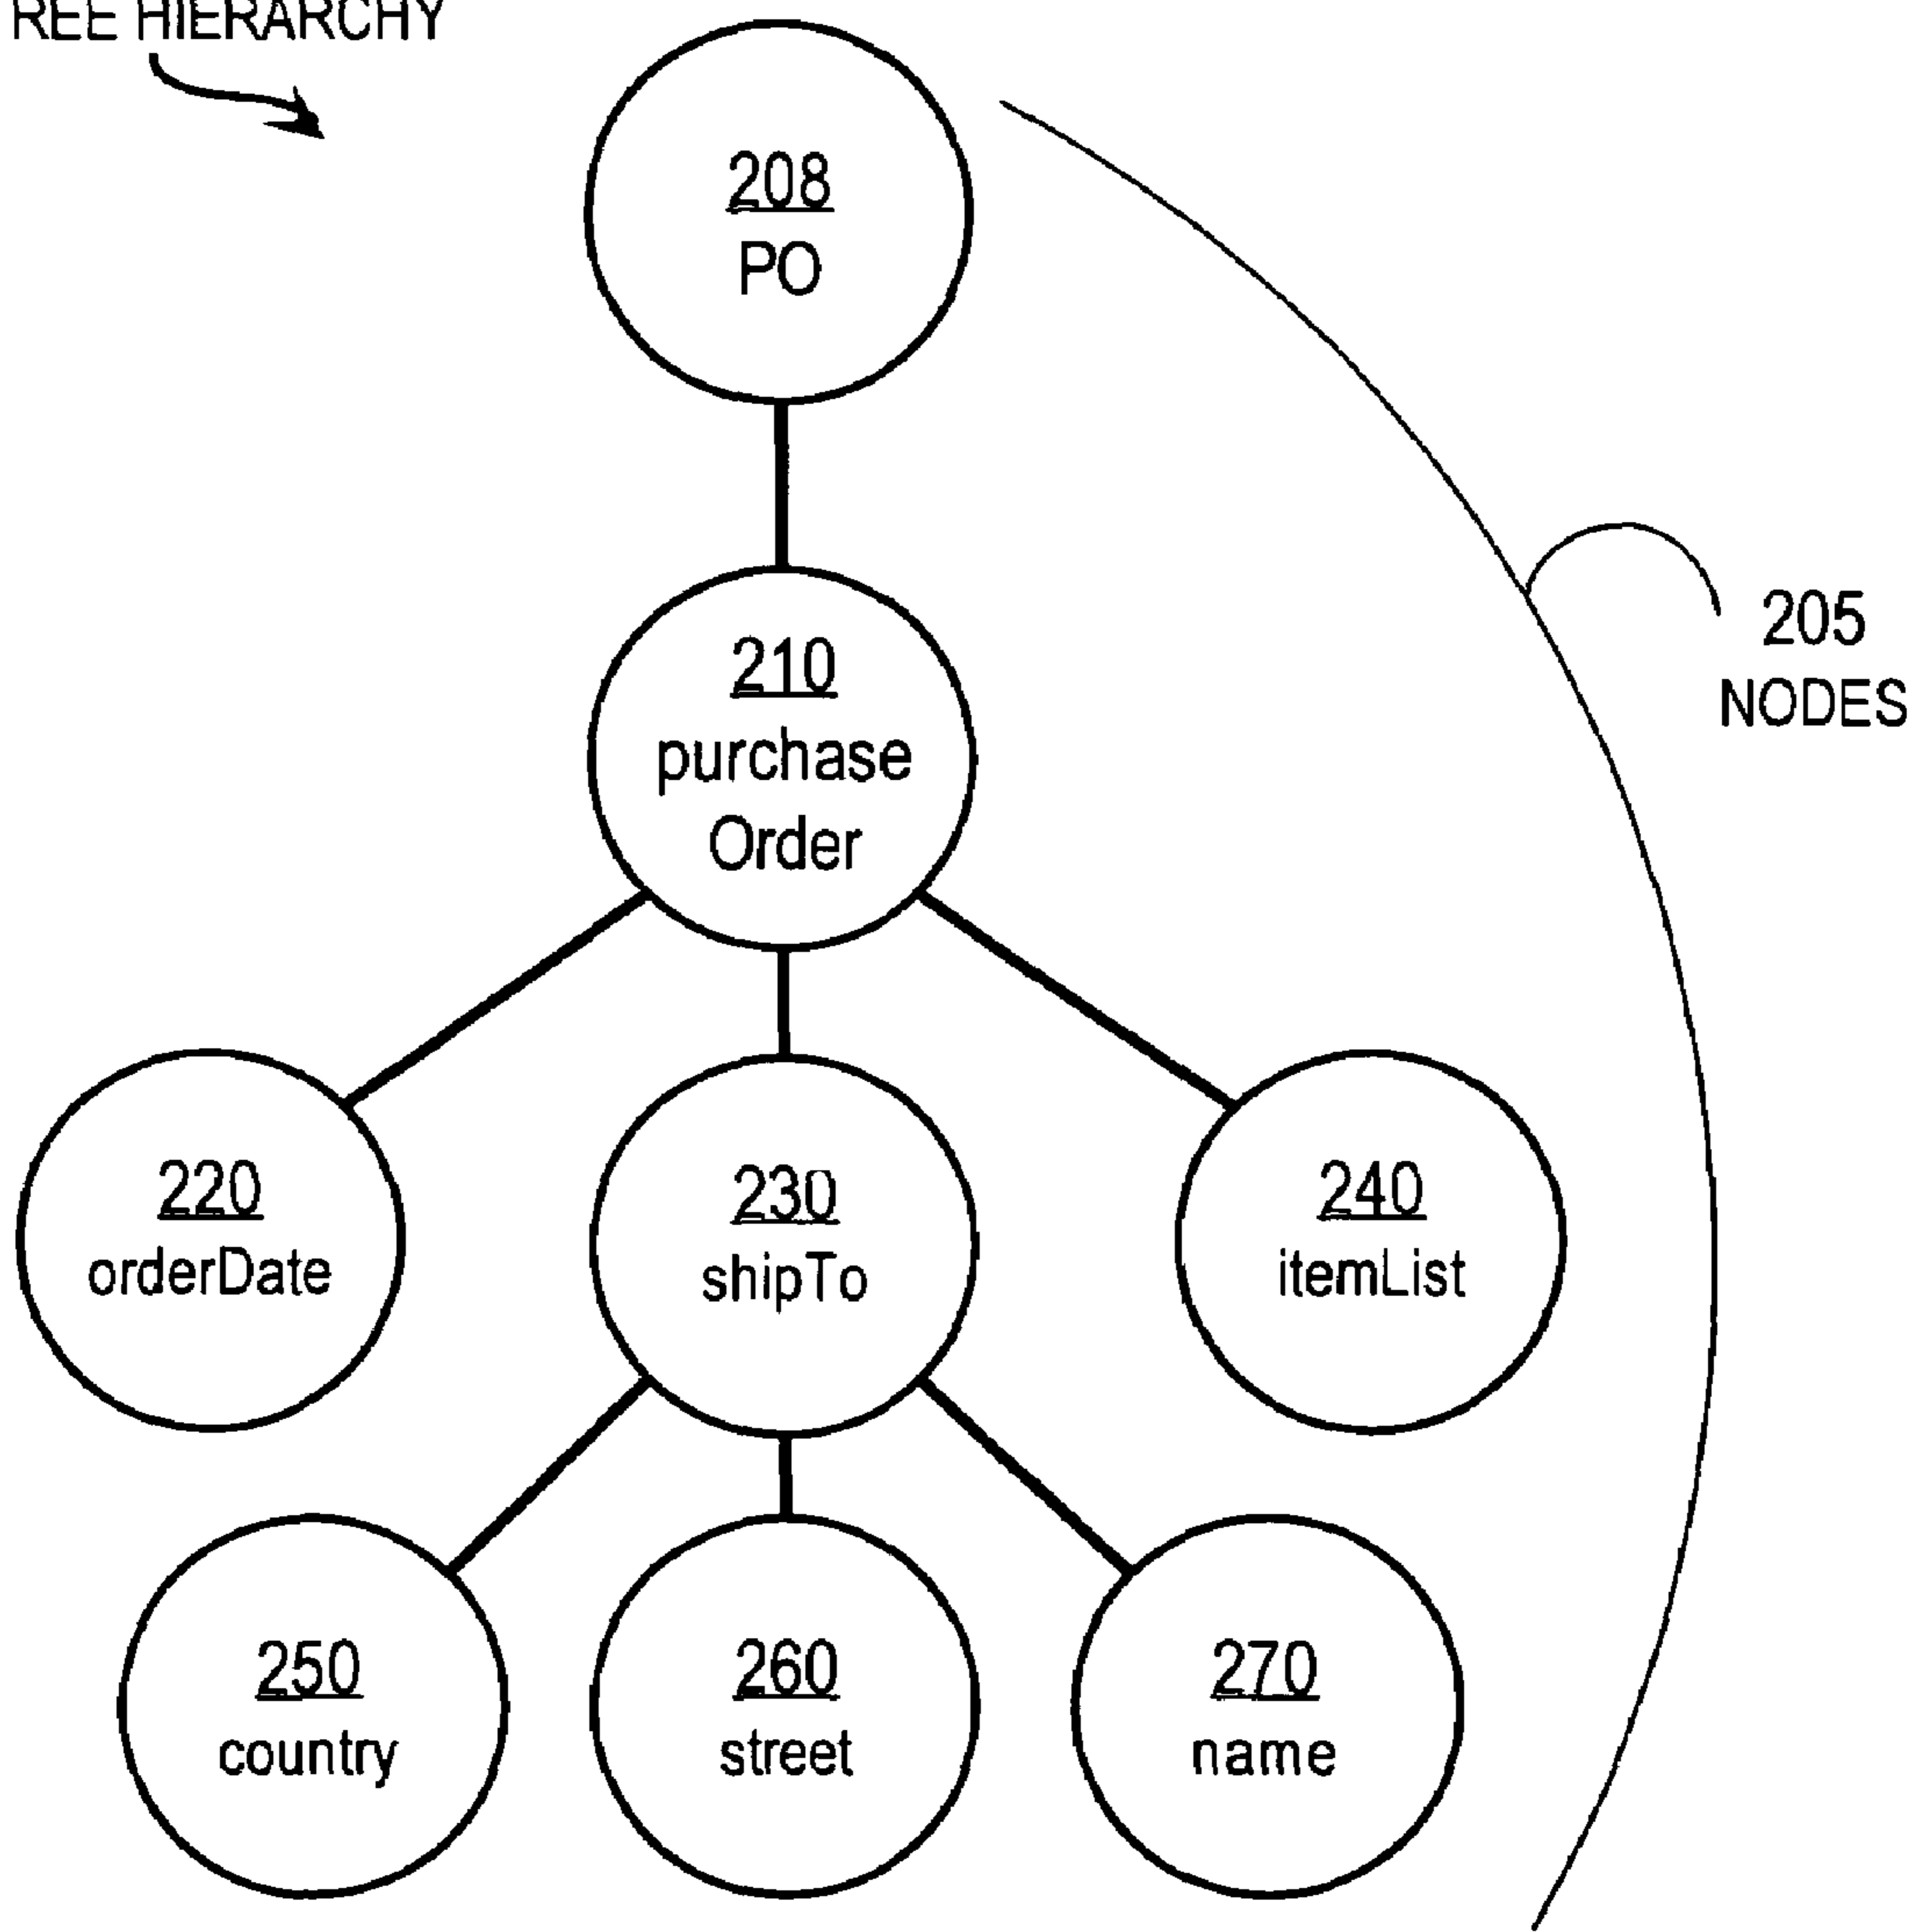 REE HIERARCHY
208
PO
205
NODES
210
purchase
Order
220
orderDate
230
shipTo
240
itemList
250
country
260
street
270
name